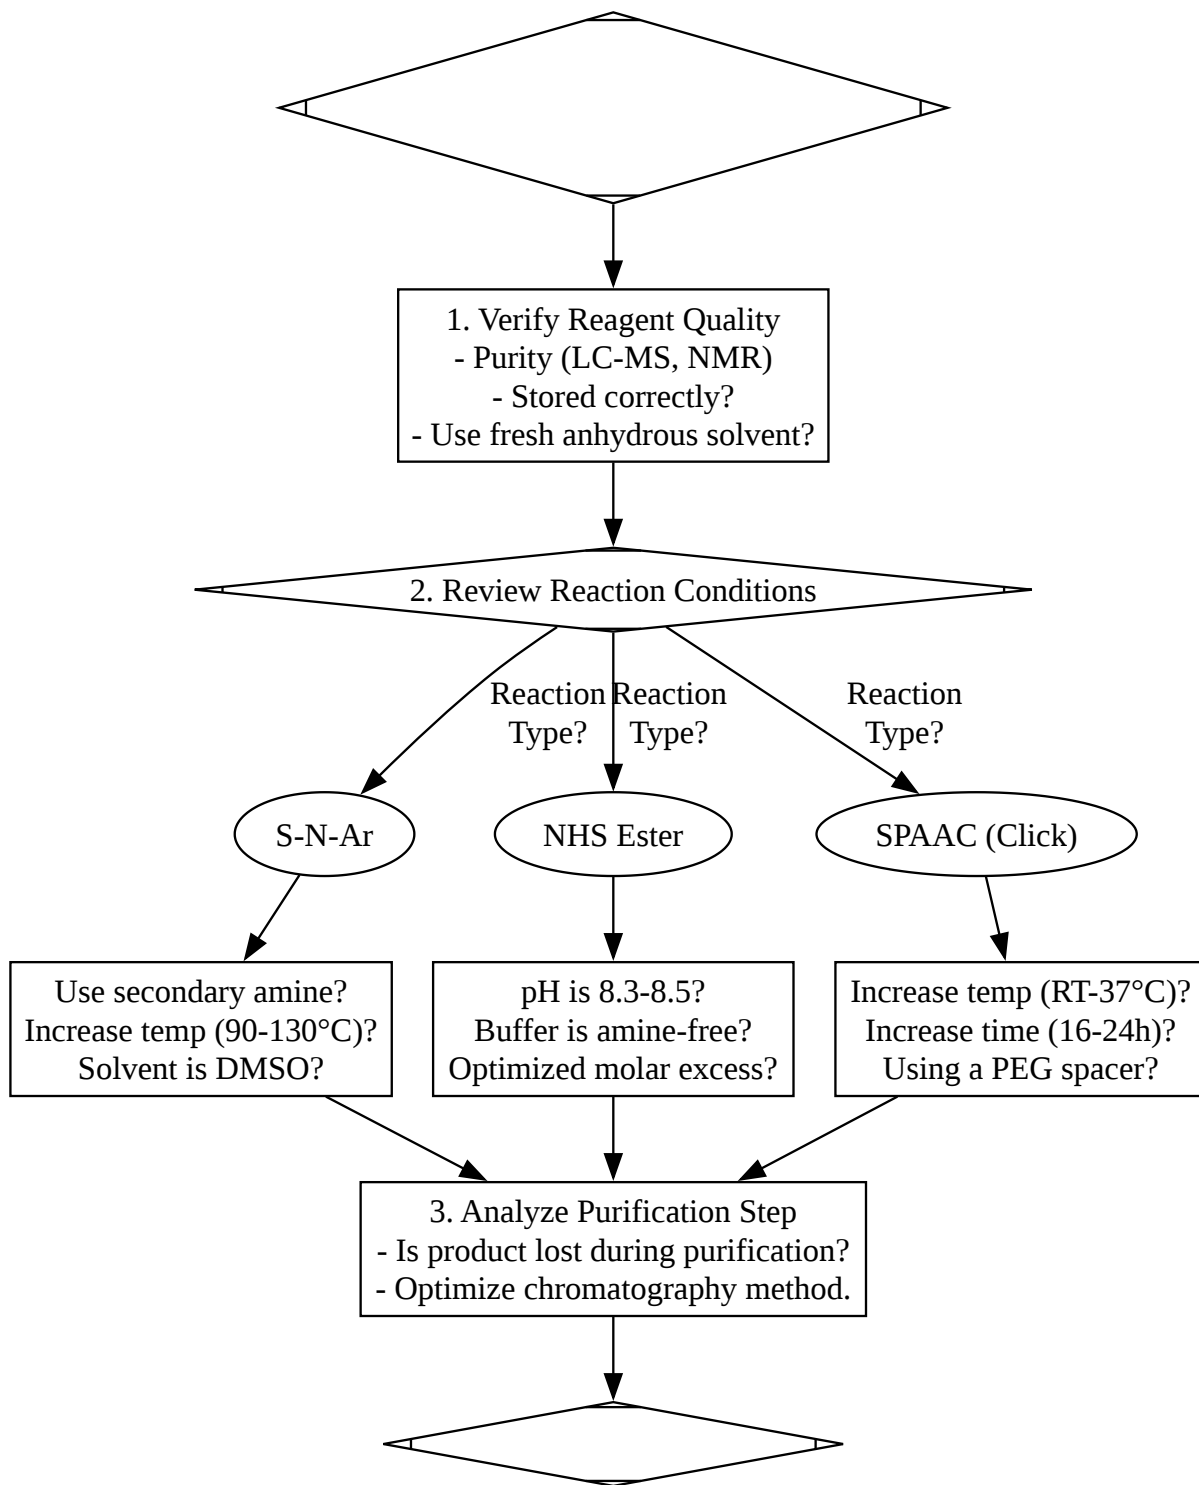 1. Verify Reagent Quality
- Purity (LC-MS, NMR)
- Stored correctly?
- Use fresh anhydrous solvent?
2. Review Reaction Conditions
Reaction
Type?
Reaction
Type?
Reaction
Type?
S-N-Ar
NHS Ester
SPAAC (Click)
Use secondary amine?
Increase temp (90-130°C)?
Solvent is DMSO?
pH is 8.3-8.5?
Buffer is amine-free?
Optimized molar excess?
Increase temp (RT-37°C)?
Increase time (16-24h)?
Using a PEG spacer?
3. Analyze Purification Step
- Is product lost during purification?
- Optimize chromatography method.